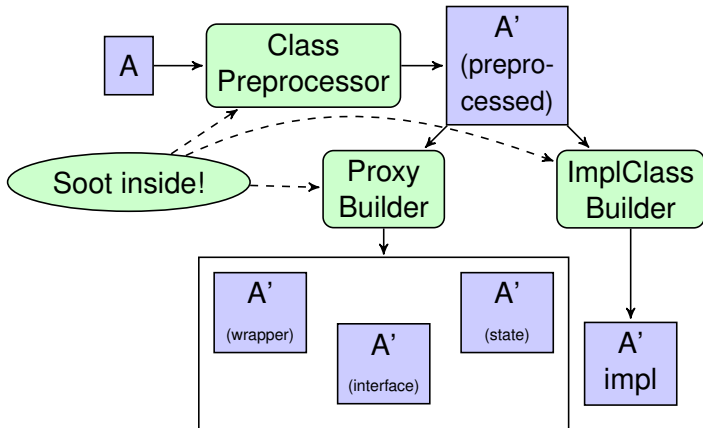 A
Class
Preprocessor
A’
(prepro-
cessed)
Soot inside!
Proxy
Builder
ImplClass
Builder
A’
(wrapper)
A’
(interface)
A’
(state)
A’
impl